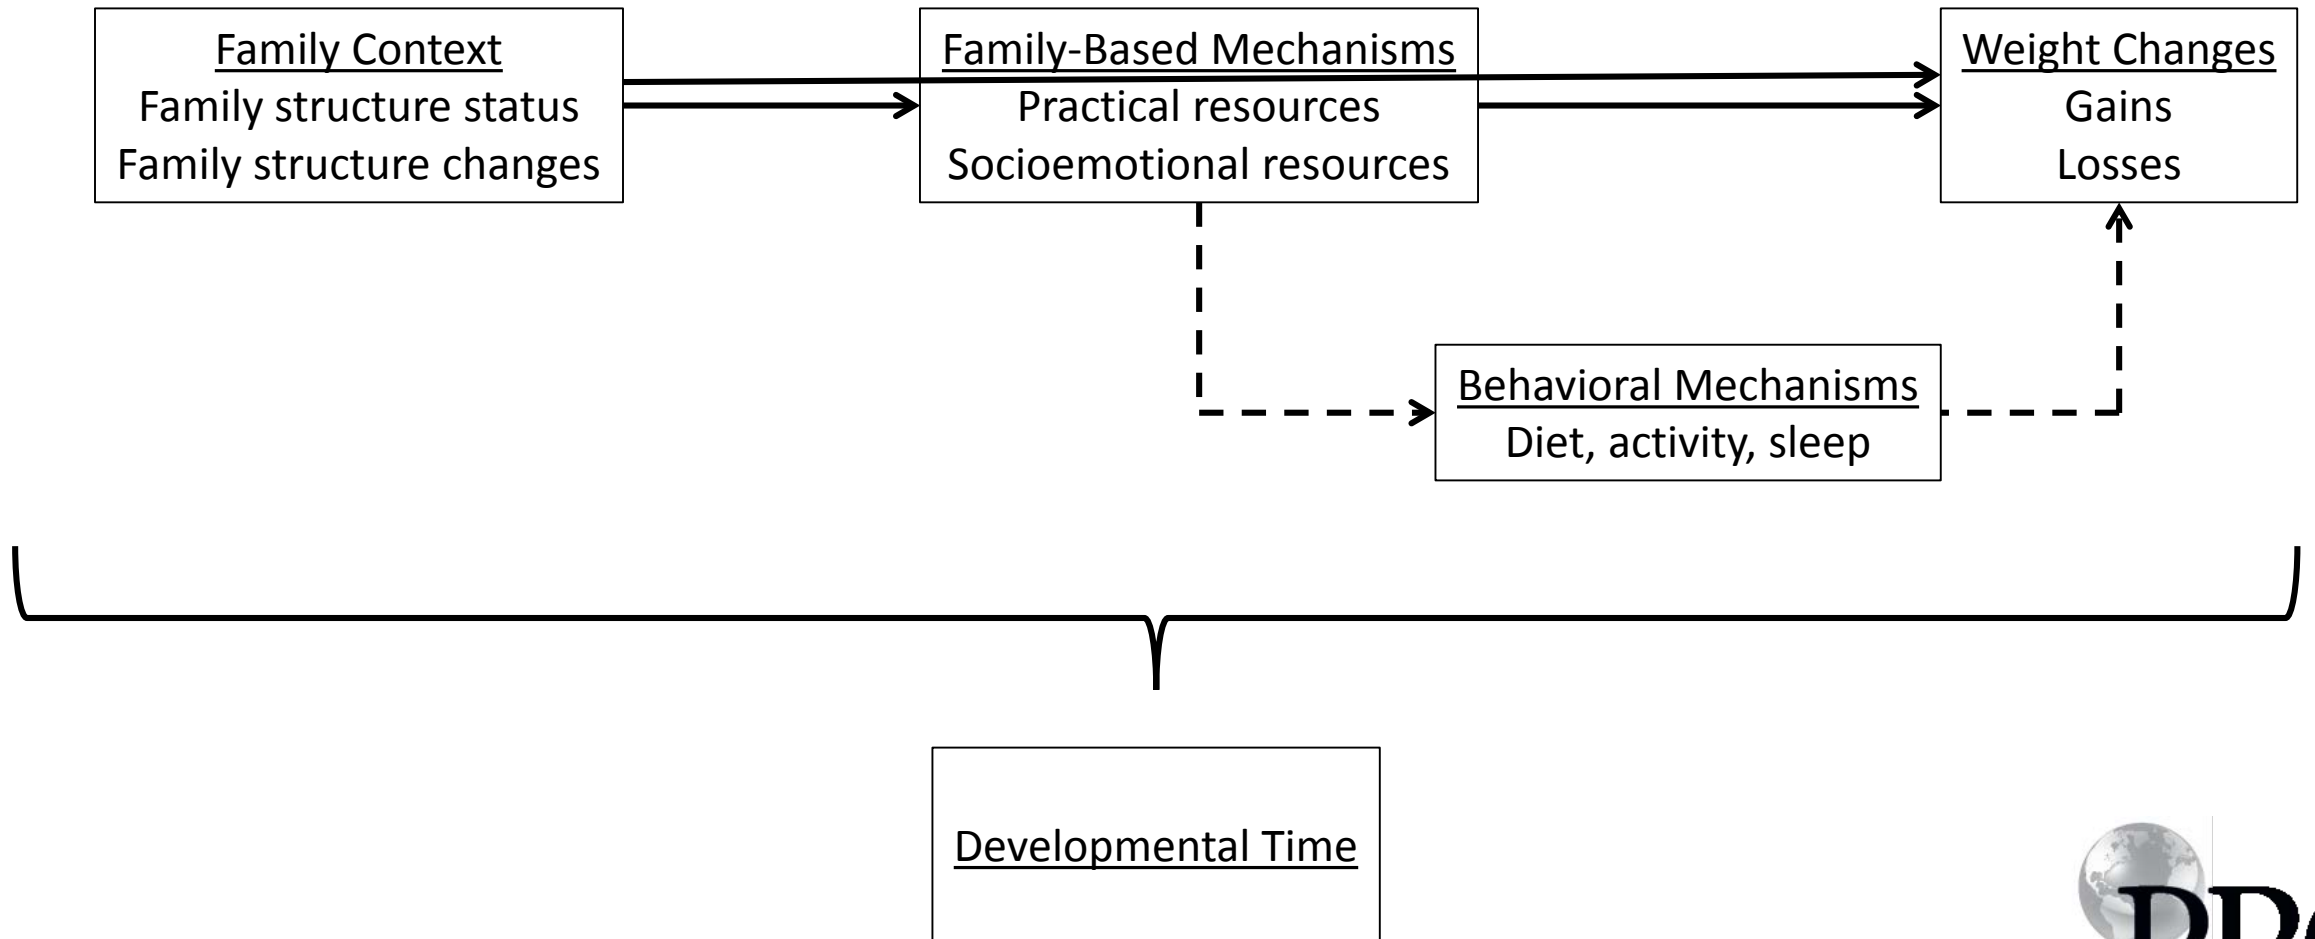 Family Context
Family structure status
Family structure changes
Family-Based Mechanisms
Practical resources
Socioemotional resources
Weight Changes
Gains
Losses
Behavioral Mechanisms
Diet, activity, sleep
Developmental Time